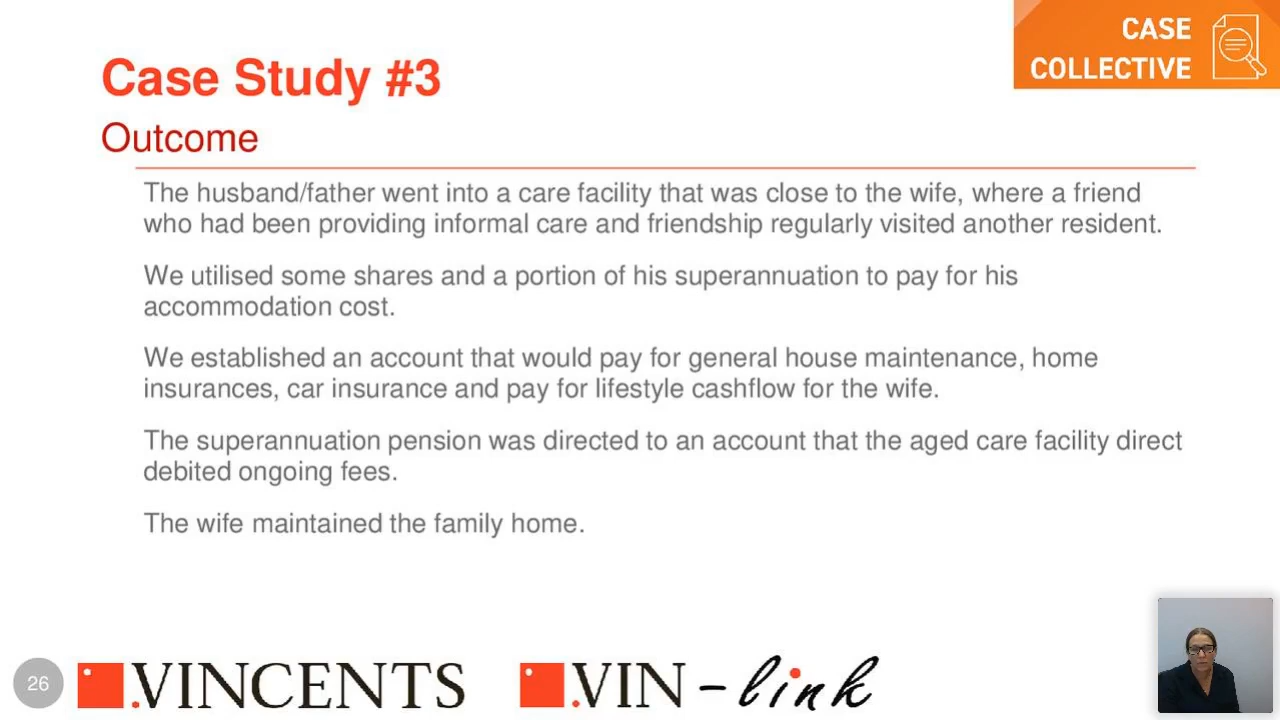 CASE
COLLECTIVE
Case Study #3
Outcome
The husband/father went into a care facility that was close to the wife, where a friend
who had been providing informal care and friendship regularly visited another resident.
We utilised some shares and a portion of his superannuation to pay for his
accommodation cost.
We established an account that would pay for general house maintenance, home
insurances, car insurance and pay for lifestyle cashflow for the wife.
The superannuation pension was directed to an account that the aged care facility direct
debited ongoing fees.
The wife maintained the family home.
26
.VINCENTS
.VIN-link